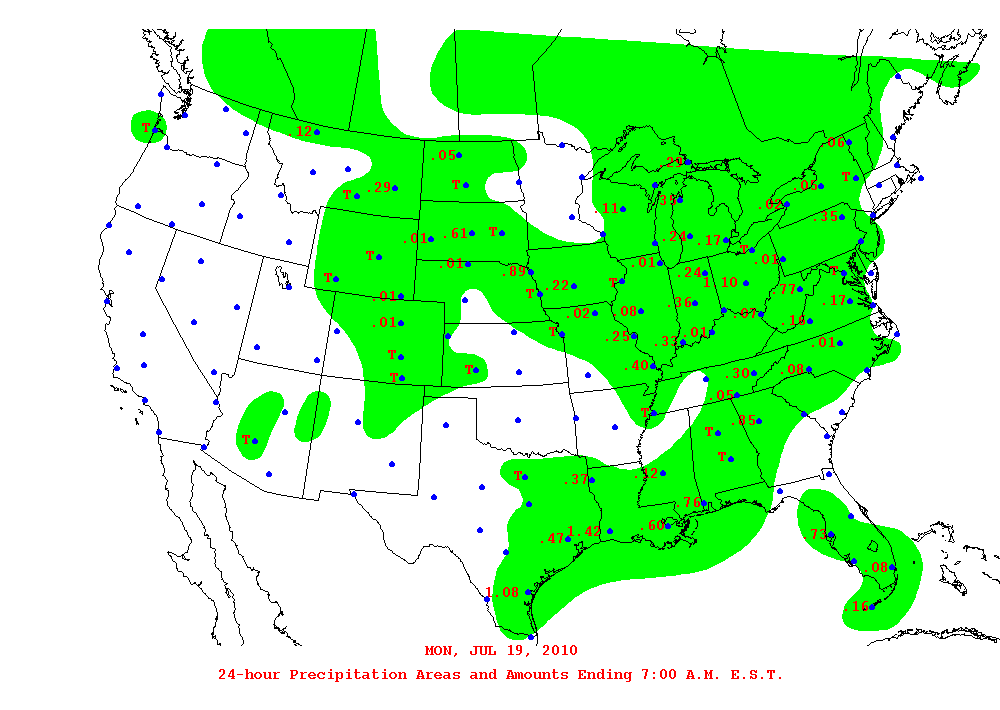 T
.12
.06
.05
.29
T
T
.29
.05
T
.39
.02
.11
.35
.01
.61
T
.24
.17
T
.01
.01
.01
.89
.24
T
T
.22
T
1.10
.77
.01
T
.36
.17
.02
.08
.07
.01
.18
T
.25
.33
.01
.01
T
.40
T
T
.30
.08
.05
T
.85
T
T
T
T
.37
.12
.76
.60
.47
1.42
.73
.08
1.08
.16
MON, JUL 19, 2010
24-hour Precipitation Areas and Amounts Ending 7:00 A.M. E.S.T.